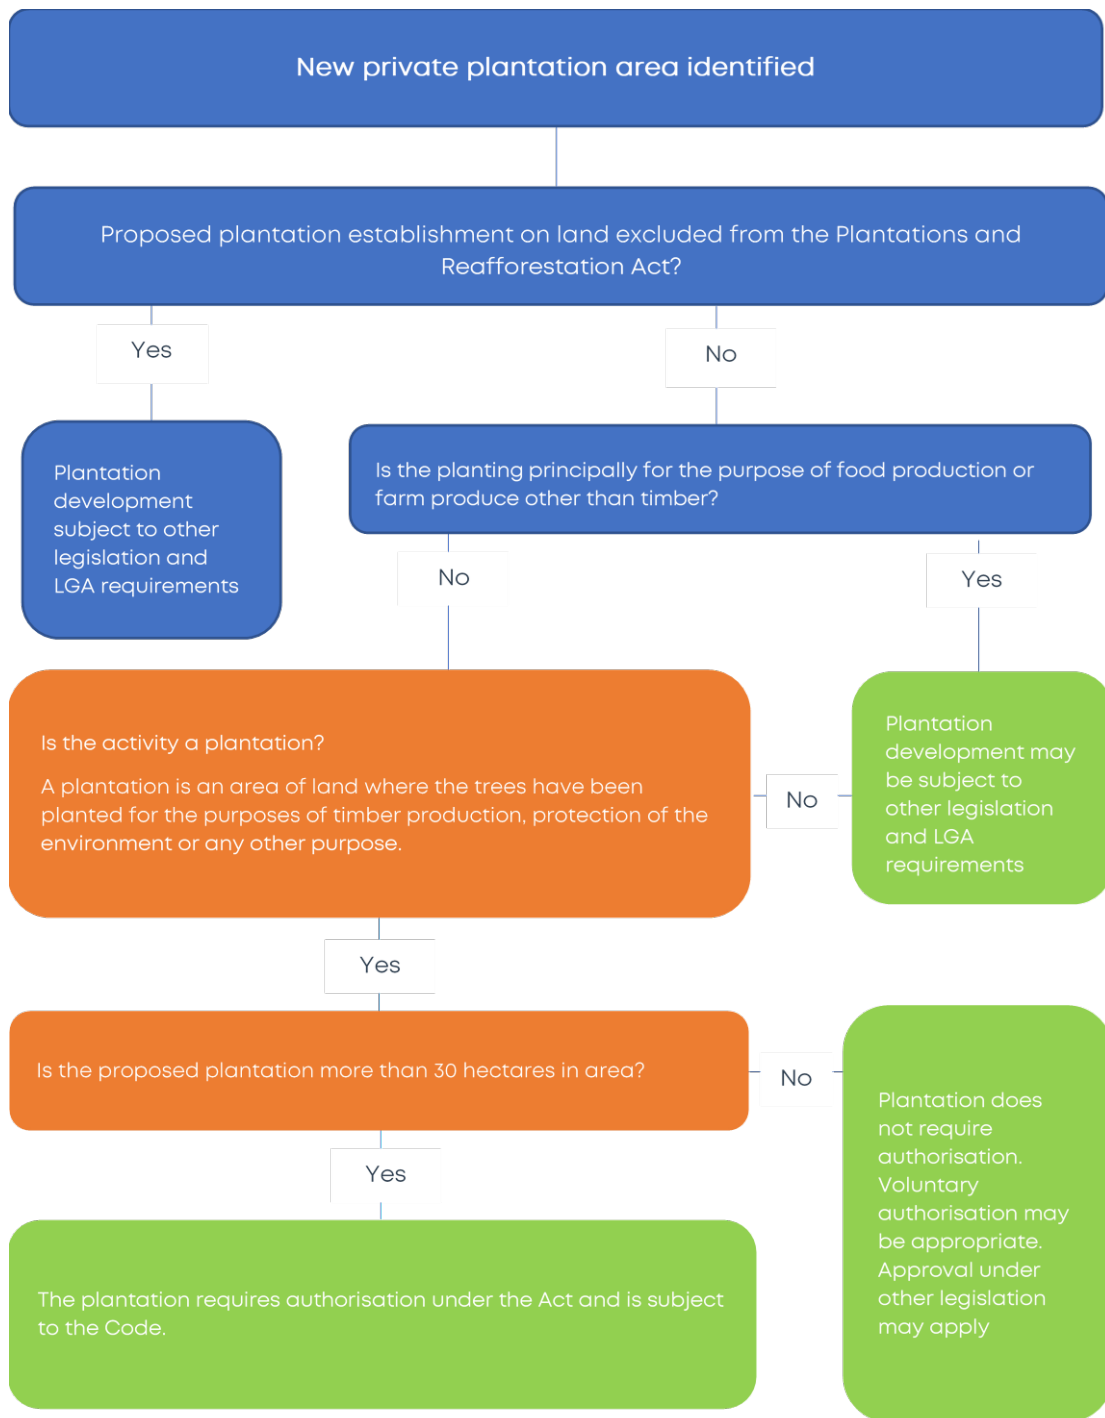 New private plantation area identified
Proposed plantation establishment on land excluded from the Plantations and
Reafforestation Act?
Yes
No
Plantation
development
subject to other
legislation and
LGA requirements
Is the planting principally for the purpose of food production or
farm produce other than timber?
No
Yes
Is the activity a plantation?
A plantation is an area of land where the trees have been
planted for the purposes of timber production, protection of the
environment or any other purpose.
No
Plantation
development may
be subject to
other legislation
and LGA
requirements
Yes
Is the proposed plantation more than 30 hectares in area?
No
Plantation does
not require
authorisation.
Voluntary
authorisation may
be appropriate.
Approval under
other legislation
may apply
Yes
The plantation requires authorisation under the Act and is subject
to the Code.